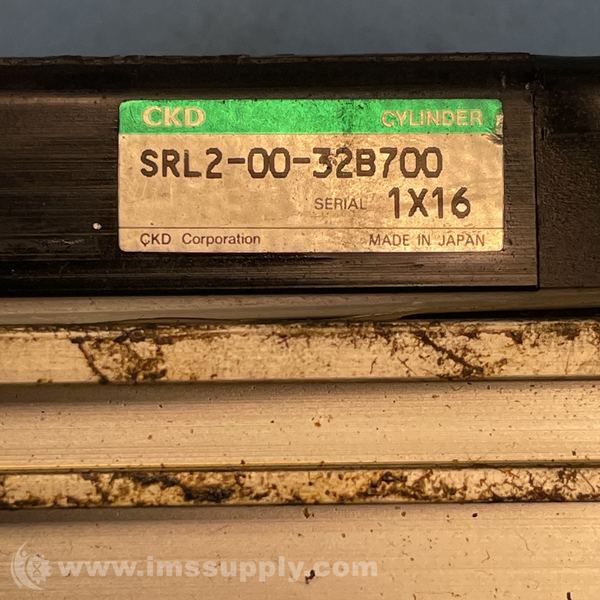 CKD CYLINDER
SRL2-00-32B700
SERIAL 1X16
CKD Corporation MADE IN JAPAN
www.imssupply.com